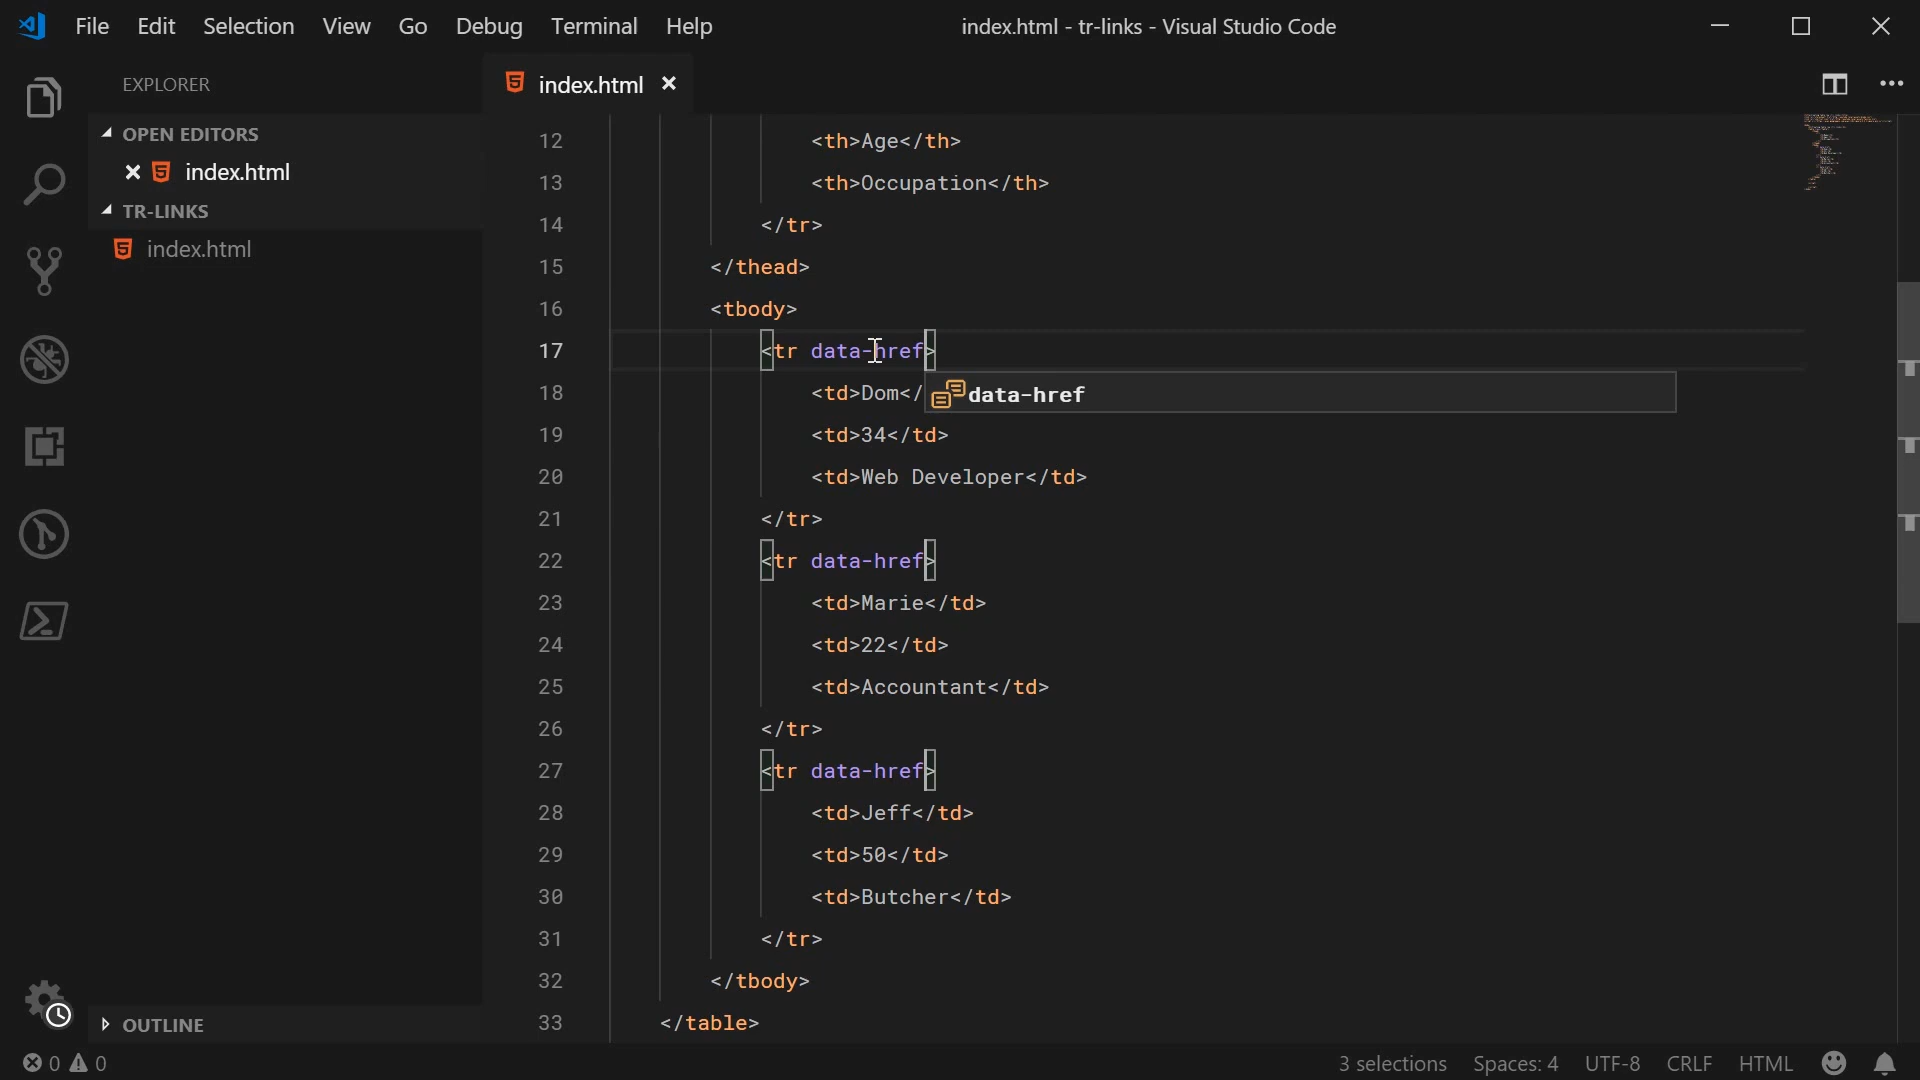 File Edit Selection View Go Debug Terminal Help index.html - tr-links - Visual Studio Code
EXPLORER
OPEN EDITORS
index.html
TR-LINKS
index.html
OUTLINE
index.html
12 <th>Age</th>
13 <th>Occupation</th>
14 </tr>
15 </thead>
16 <tbody>
17 <tr data-href>
18 <td>Dom</
data-href
19 <td>34</td>
20 <td>Web Developer</td>
21 </tr>
22 <tr data-href>
23 <td>Marie</td>
24 <td>22</td>
25 <td>Accountant</td>
26 </tr>
27 <tr data-href>
28 <td>Jeff</td>
29 <td>50</td>
30 <td>Butcher</td>
31 </tr>
32 </tbody>
33 </table>
0 0 3 selections Spaces: 4 UTF-8 CRLF HTML